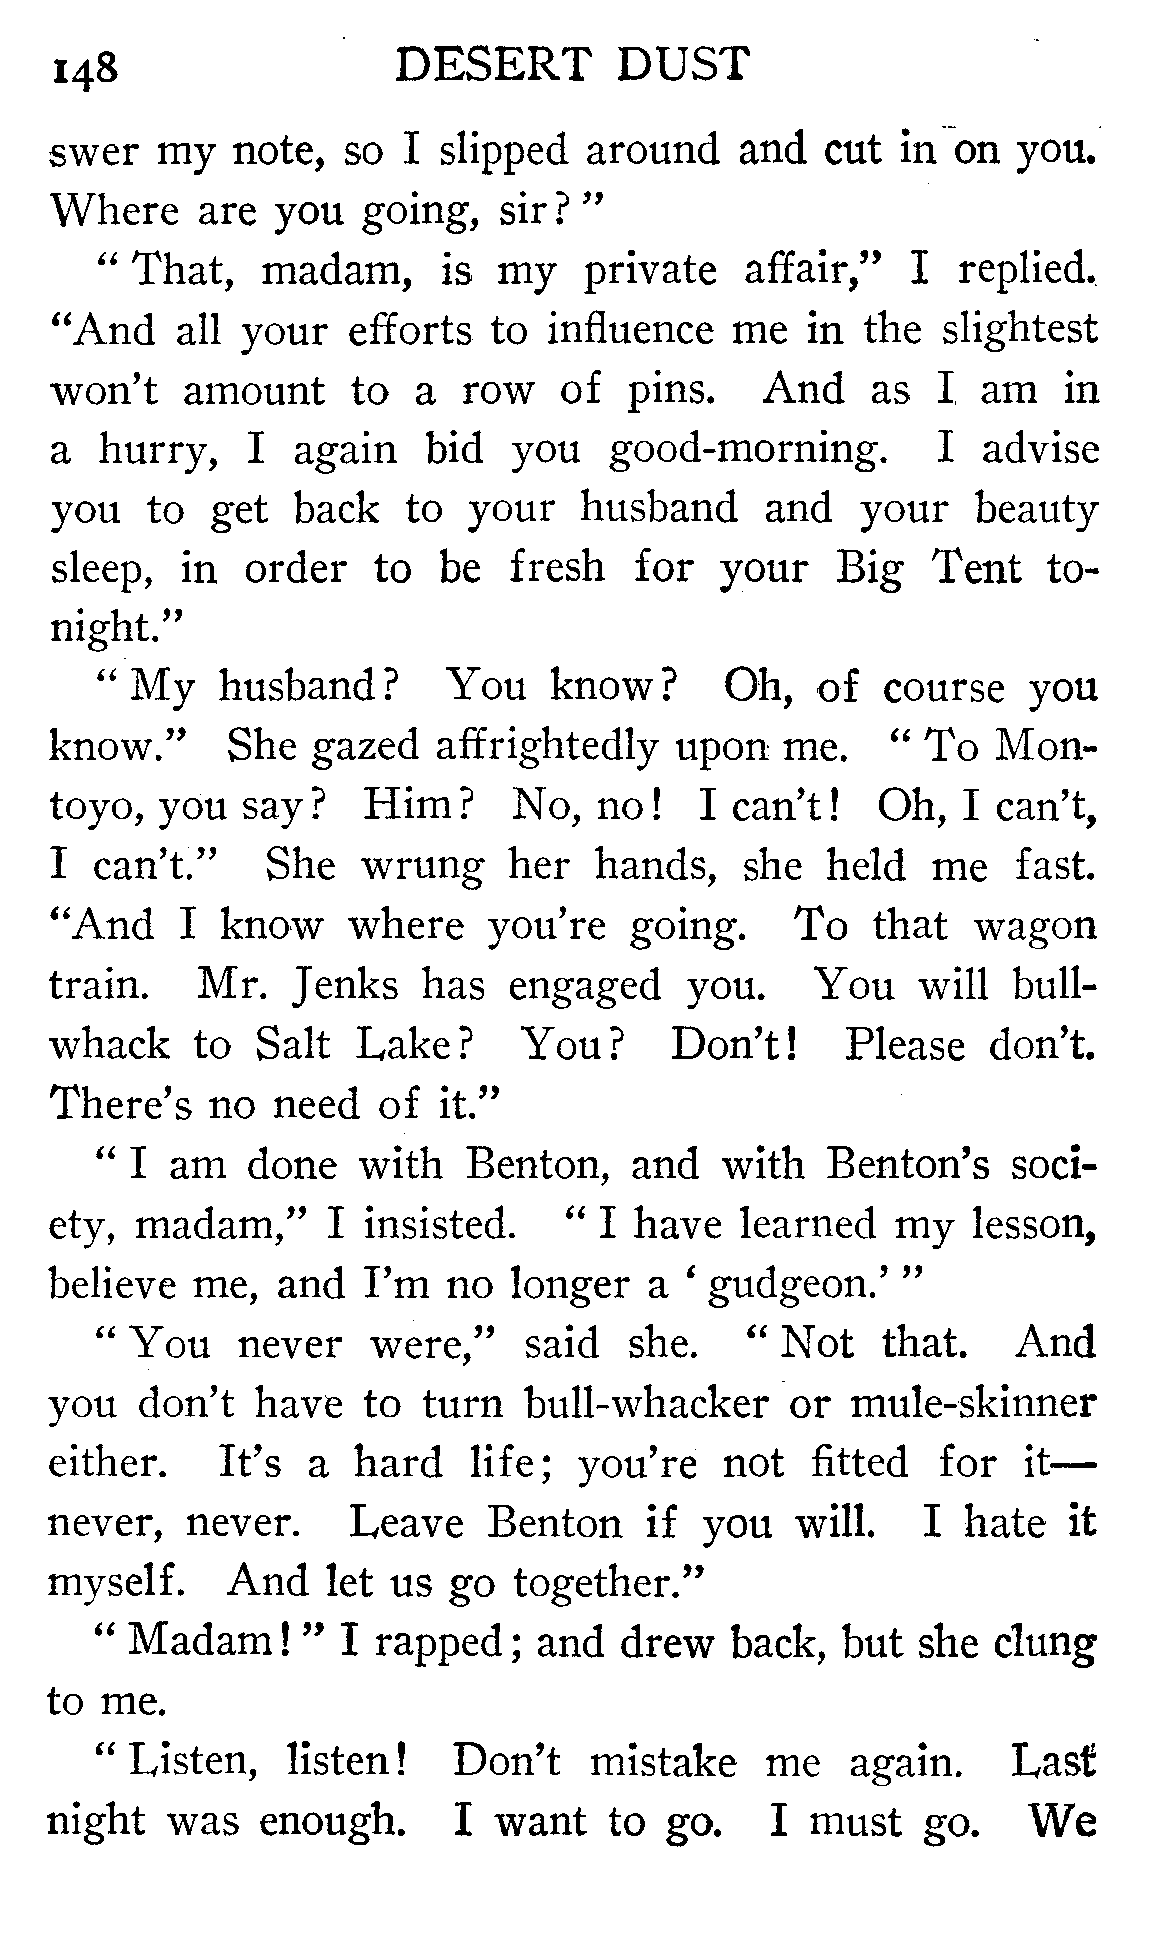 148 DESERT DUST
swer my note, so I slipped around and cut in on you.
Where are you going, sir?"
"That, madam, is my private affair," I replied.
"And all your efforts to influence me in the slightest
won't amount to a row of pins. And as I am in
a hurry, I again bid you good-morning. I advise
you to get back to your husband and your beauty
sleep, in order to be fresh for your Big Tent to-
night."
"My husband? You know? Oh, of course you
know." She gazed affrightedly upon me. "To Mon-
toyo, you say? Him? No, no! I can't! Oh, I can't,
I can't." She wrung her hands, she held me fast.
"And I know where you're going. To that wagon
train. Mr. Jenks has engaged you. You will bull-
whack to Salt Lake? You? Don't! Please don't.
There's no need of it."
"I am done with Benton, and with Benton's soci-
ety, madam," I insisted. "I have learned my lesson,
believe me, and I'm no longer a 'gudgeon.'"
"You never were," said she. "Not that. And
you don't have to turn bull-whacker or mule-skinner
either. It's a hard life; you're not fitted for it—
never, never. Leave Benton if you will. I hate it
myself. And let us go together."
"Madam!" I rapped; and drew back, but she clung
to me.
"Listen, listen! Don't mistake me again. Last
night was enough. I want to go. I must go. We